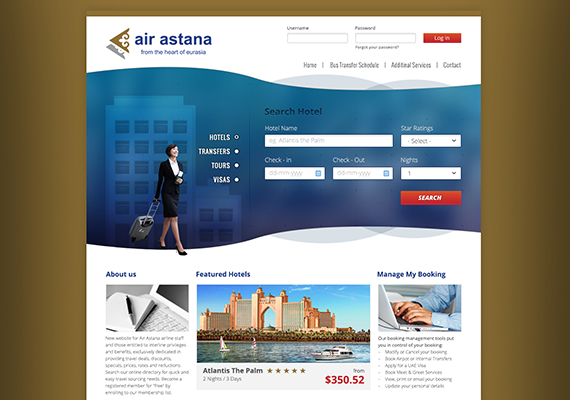 air astana
from the heart of eurasia
Username
Password
Log in
Forgot your password?
Home | Bus Transfer Schedule | Additinal Services | Contact
HOTELS
TRANSFERS
TOURS
VISAS
Search Hotel
Hotel Name
Star Ratings
eg. Atlantis the Palm
- Select -
Check - in
Check - Out
Nights
dd-mm-yyyy
dd-mm-yyyy
1
SEARCH
About us
New website for Air Astana airline staff
and those entitled to interline privileges
and benefits, exclusively dedicated in
providing travel deals, discounts,
specials, prices, rates and reductions.
Search our online directory for quick and
easy travel sourcing needs. Become a
registered member for "Free" By
enrolling to our membership list.
Featured Hotels
Atlantis The Palm
2 Nights / 3 Days
from
$350.52
Manage My Booking
Our booking management tools put
you in control of your booking:
- Modify or Cancel your booking
- Book Airport or Internal Transfers
- Apply for a UAE Visa
- Book Meet & Greet Services
- View, print or email your booking
- Update your personal details